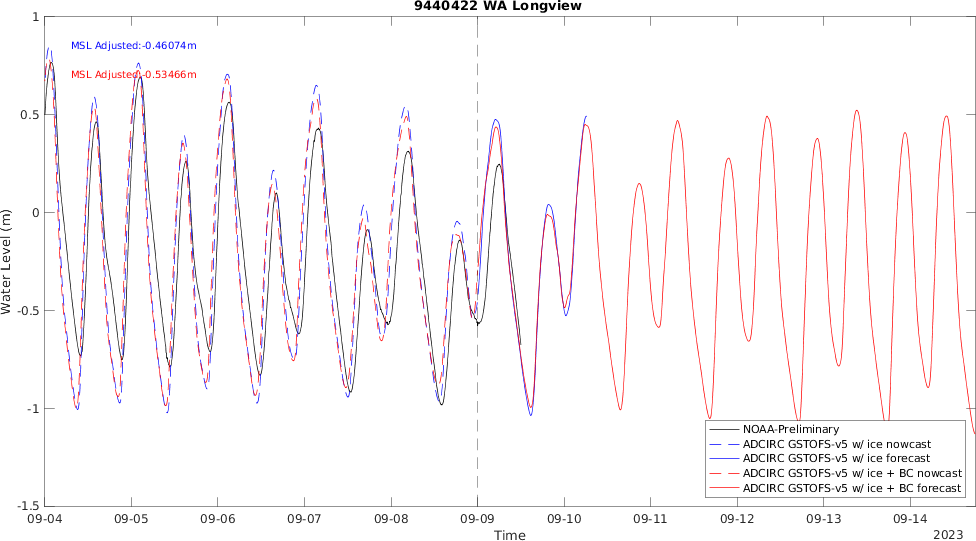 9440422 WA Longview
MSL Adjusted:-0.46074m
MSL Adjusted:-0.53466m
Water Level (m)
1
0.5
0
-0.5
-1
-1.5
NOAA-Preliminary
ADCIRC GSTOFS-v5 w/ ice nowcast
ADCIRC GSTOFS-v5 w/ ice forecast
ADCIRC GSTOFS-v5 w/ ice + BC nowcast
ADCIRC GSTOFS-v5 w/ ice + BC forecast
09-04 09-05 09-06 09-07 09-08 09-09 09-10 09-11 09-12 09-13 09-14
Time
2023